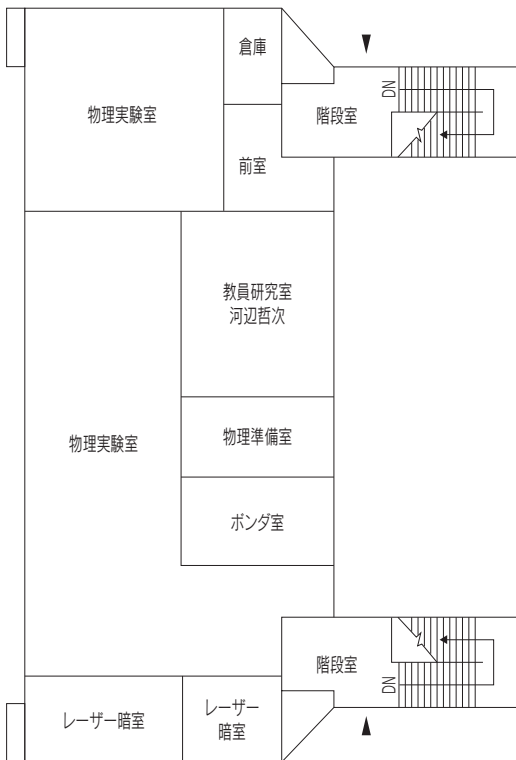 倉庫
物理実験室
DN
階段室
前室
教員研究室
河辺哲次
物理準備室
物理実験室
ボンダ室
階段室
DN
レーザー暗室
レーザー
暗室